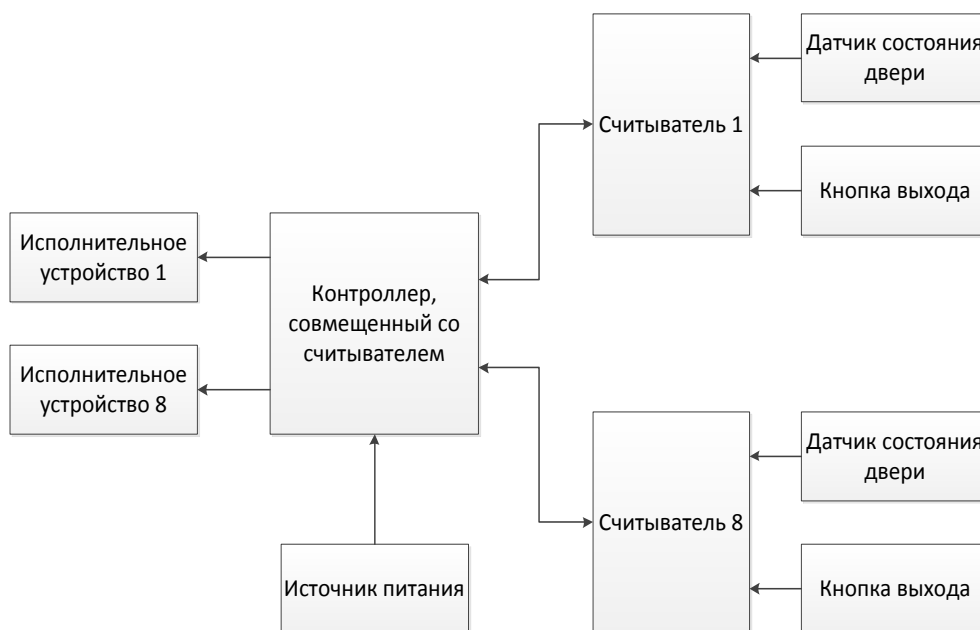 Датчик состояния
двери
Считыватель 1
Кнопка выхода
Исполнительное
устройство 1
Контроллер,
совмещенный со
считывателем
Исполнительное
устройство 8
Датчик состояния
двери
Считыватель 8
Источник питания
Кнопка выхода